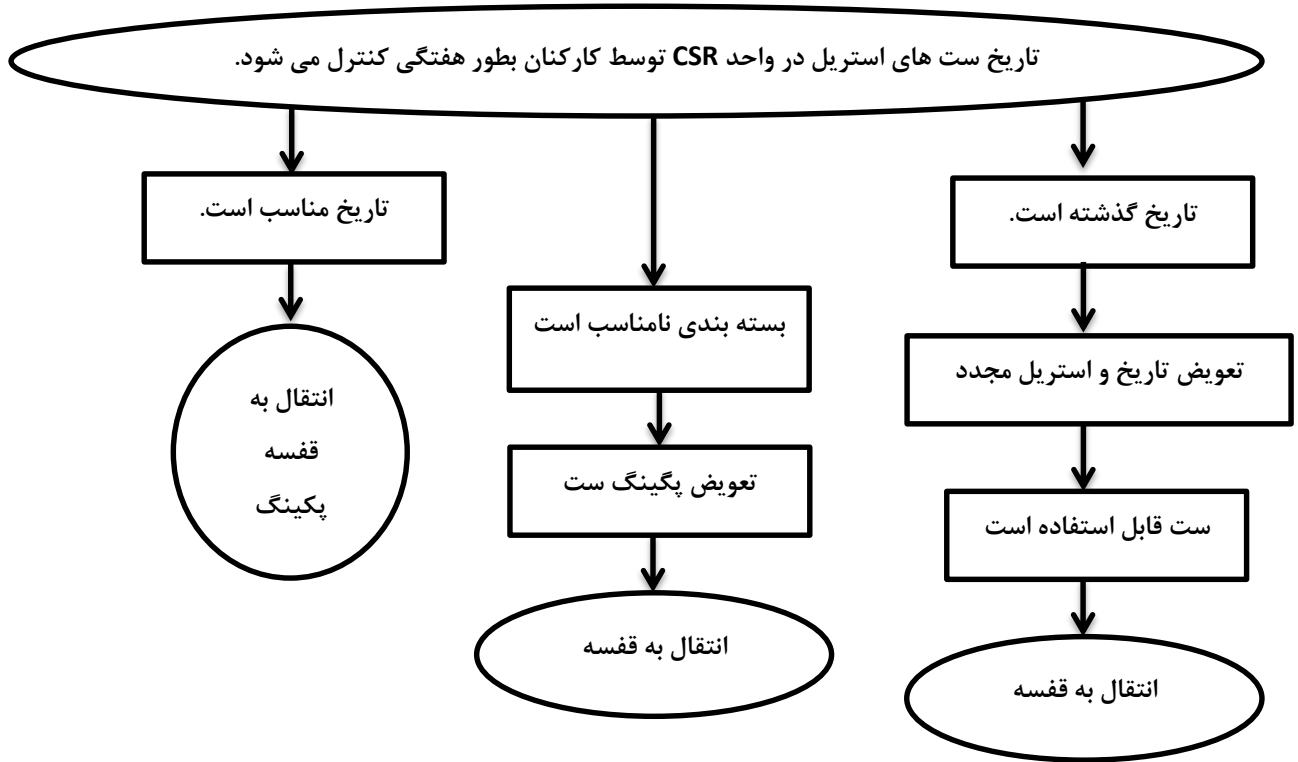 تاریخ ست های استریل در واحد CSR توسط کارکنان بطور هفتگی کنترل می شود.
تاریخ گذشته است.
تعویض تاریخ و استریل مجدد
ست قابل استفاده است
انتقال به قفسه
بسته بندی نامناسب است
تعویض پگینگ ست
انتقال به قفسه
تاریخ مناسب است.
انتقال به
قفسه
پکینگ